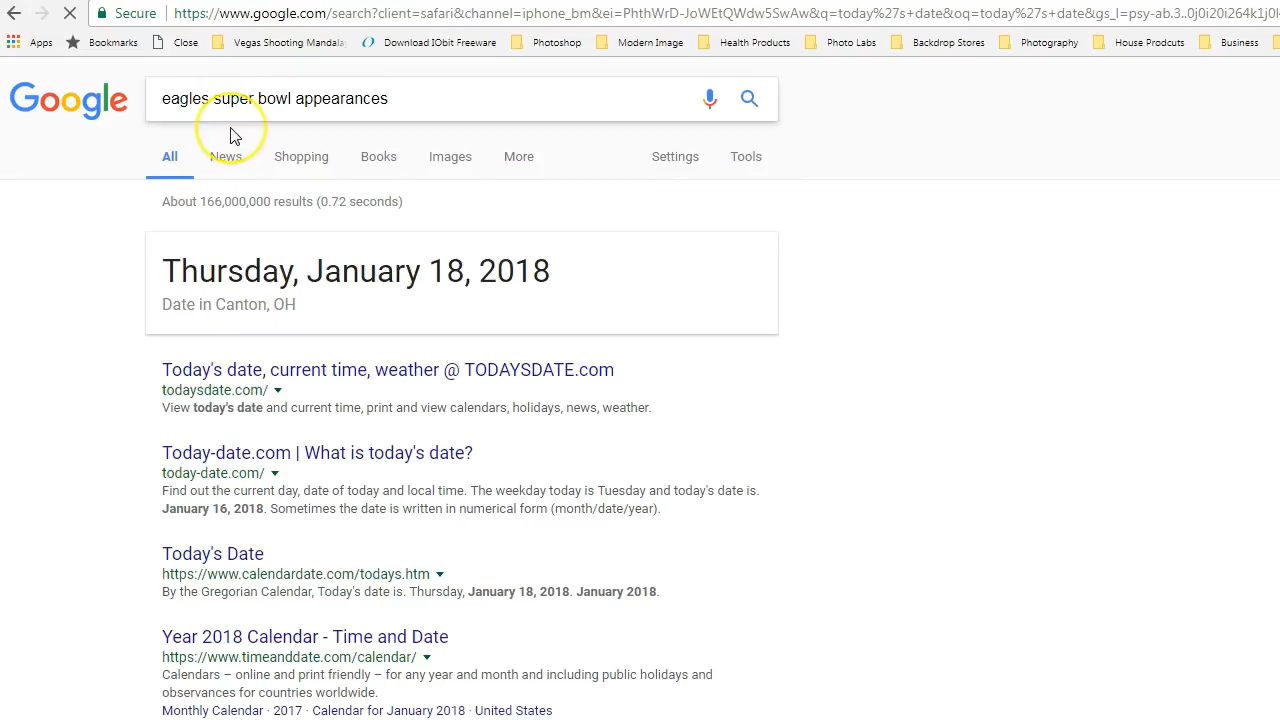 Secure https://www.google.com/search?client=safari&channel=iphone_bm&ei=PhthWrD-JoWEtQWdw5SwAw&q=today%27s+date&oq=today%27s+date&gs_l=psy-ab.3..0j0i20i264k1j0l
Apps Bookmarks Close Vegas Shooting Mandala Download IObit Freeware Photoshop Modern Image Health Products Photo Labs Backdrop Stores Photography House Prodcuts Business
Google eagles super bowl appearances
All News Shopping Books Images More Settings Tools
About 166,000,000 results (0.72 seconds)
Thursday, January 18, 2018
Date in Canton, OH
Today's date, current time, weather @ TODAYSDATE.com
todaysdate.com/
View today's date and current time, print and view calendars, holidays, news, weather.
Today-date.com | What is today's date?
today-date.com/
Find out the current day, date of today and local time. The weekday today is Tuesday and today's date is.
January 16, 2018. Sometimes the date is written in numerical form (month/date/year).
Today's Date
https://www.calendardate.com/todays.htm
By the Gregorian Calendar, Today's date is. Thursday, January 18, 2018. January 2018.
Year 2018 Calendar - Time and Date
https://www.timeanddate.com/calendar/
Calendars – online and print friendly – for any year and month and including public holidays and
observances for countries worldwide.
Monthly Calendar · 2017 · Calendar for January 2018 · United States